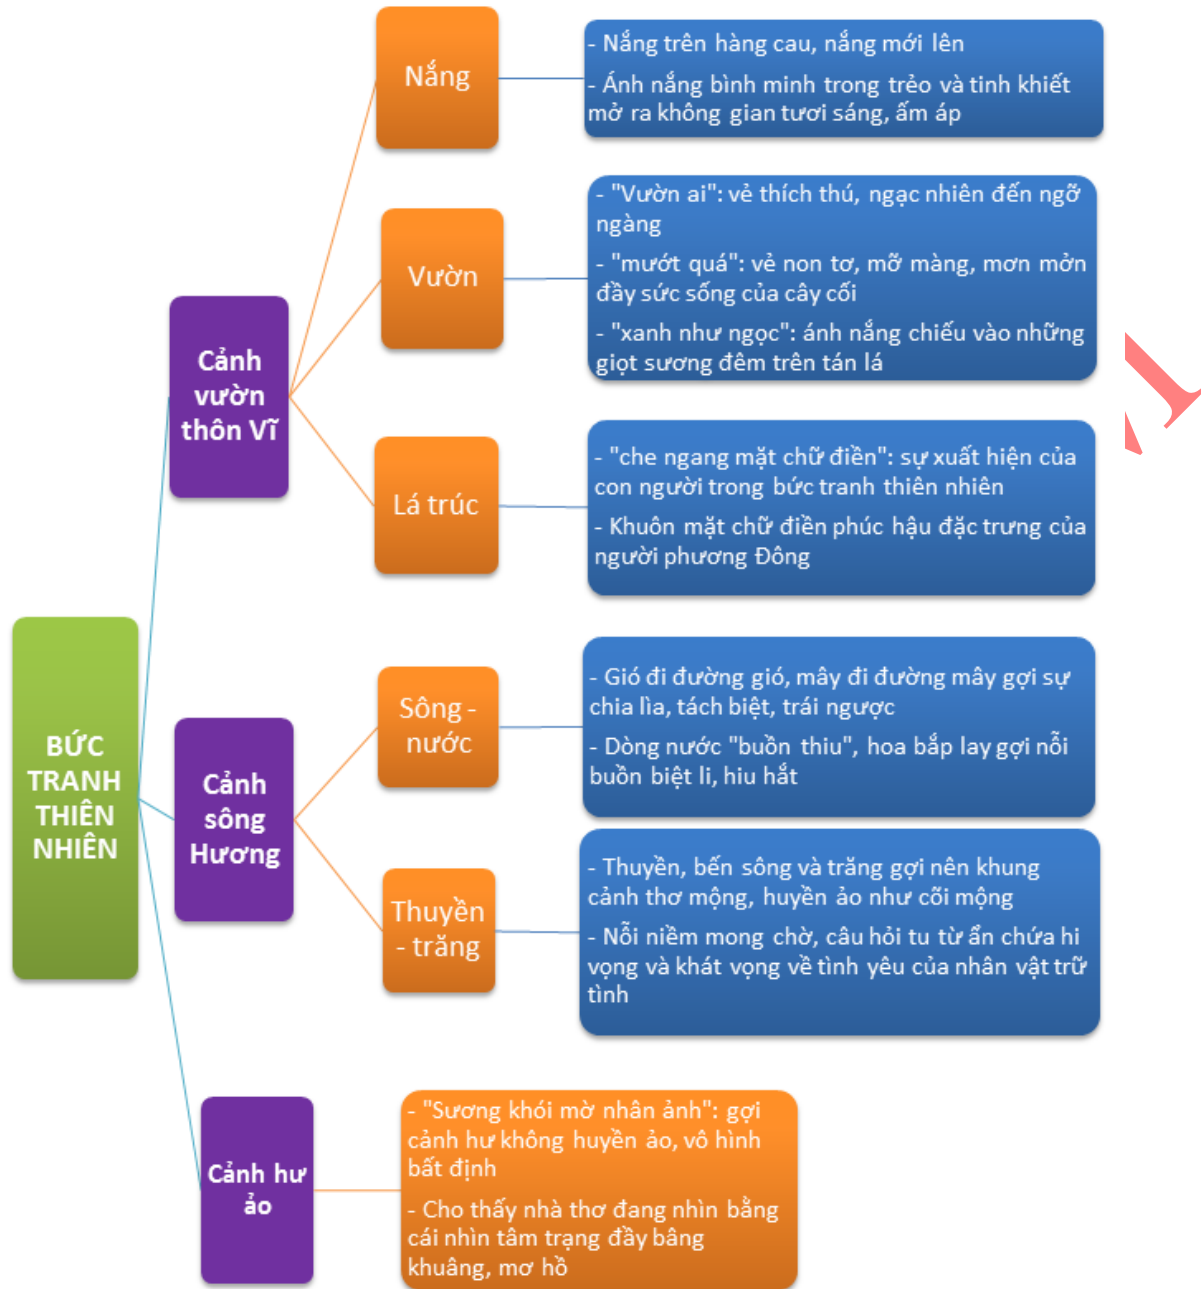 BỨC
TRANH
THIÊN
NHIÊN
Cảnh
vườn
thôn Vĩ
Nắng
- Nắng trên hàng cau, nắng mới lên
- Ánh nắng bình minh trong trẻo và tinh khiết
mở ra không gian tươi sáng, ấm áp
Vườn
- "Vườn ai": vẻ thích thú, ngạc nhiên đến ngỡ
ngàng
- "mướt quá": vẻ non tơ, mỡ màng, mơn mởn
đầy sức sống của cây cối
- "xanh như ngọc": ánh nắng chiếu vào những
giọt sương đêm trên tán lá
Lá trúc
- "che ngang mặt chữ điền": sự xuất hiện của
con người trong bức tranh thiên nhiên
- Khuôn mặt chữ điền phúc hậu đặc trưng của
người phương Đông
Cảnh
sông
Hương
Sông -
nước
- Gió đi đường gió, mây đi đường mây gợi sự
chia lìa, tách biệt, trái ngược
- Dòng nước "buồn thiu", hoa bắp lay gợi nỗi
buồn biệt li, hiu hắt
Thuyền
- trăng
- Thuyền, bến sông và trăng gợi nên khung
cảnh thơ mộng, huyền ảo như cõi mộng
- Nỗi niềm mong chờ, câu hỏi tu từ ẩn chứa hi
vọng và khát vọng về tình yêu của nhân vật trữ
tình
Cảnh hư
ảo
- "Sương khói mờ nhân ảnh": gợi
cảnh hư không huyền ảo, vô hình
bất định
- Cho thấy nhà thơ đang nhìn bằng
cái nhìn tâm trạng đầy bâng
khuâng, mơ hồ